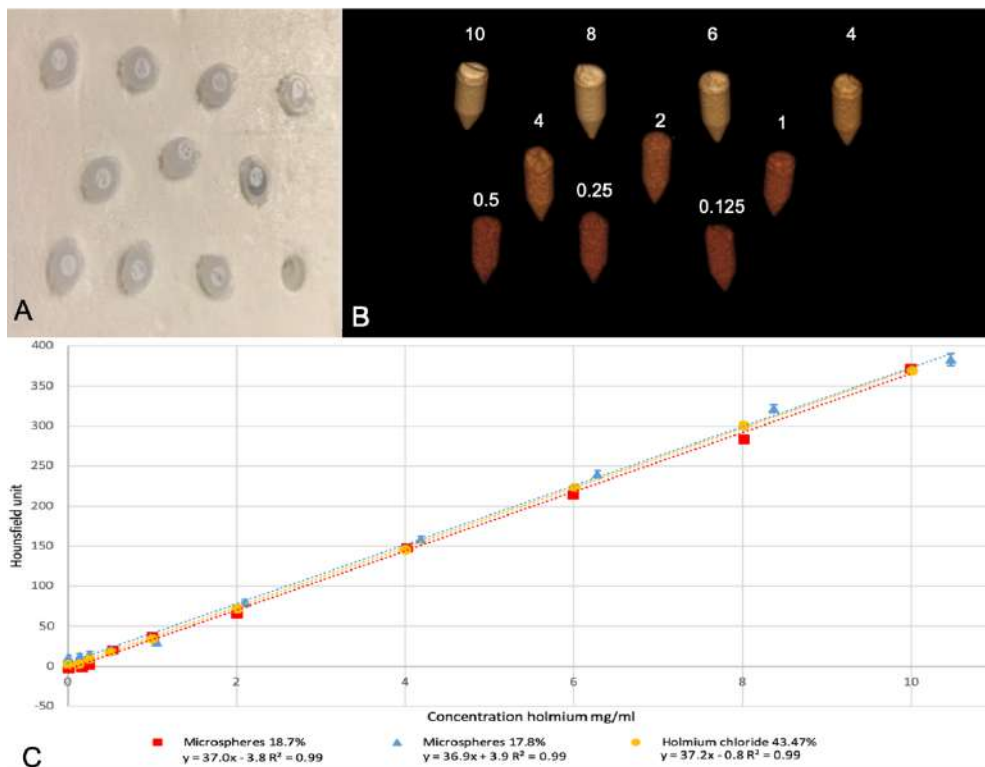 A
B
10 8 6 4
4 2 1
0.5 0.25 0.125
400
350
300
250
200
150
100
50
0
-50
Hounsfield unit
0 2 4 6 8 10
Concentration holmium mg/ml
Microspheres 18.7% Microspheres 17.8% Holmium chloride 43.47%
y = 37.0x - 3.8 R² = 0.99 y = 36.9x + 3.9 R² = 0.99 y = 37.2x - 0.8 R² = 0.99
C